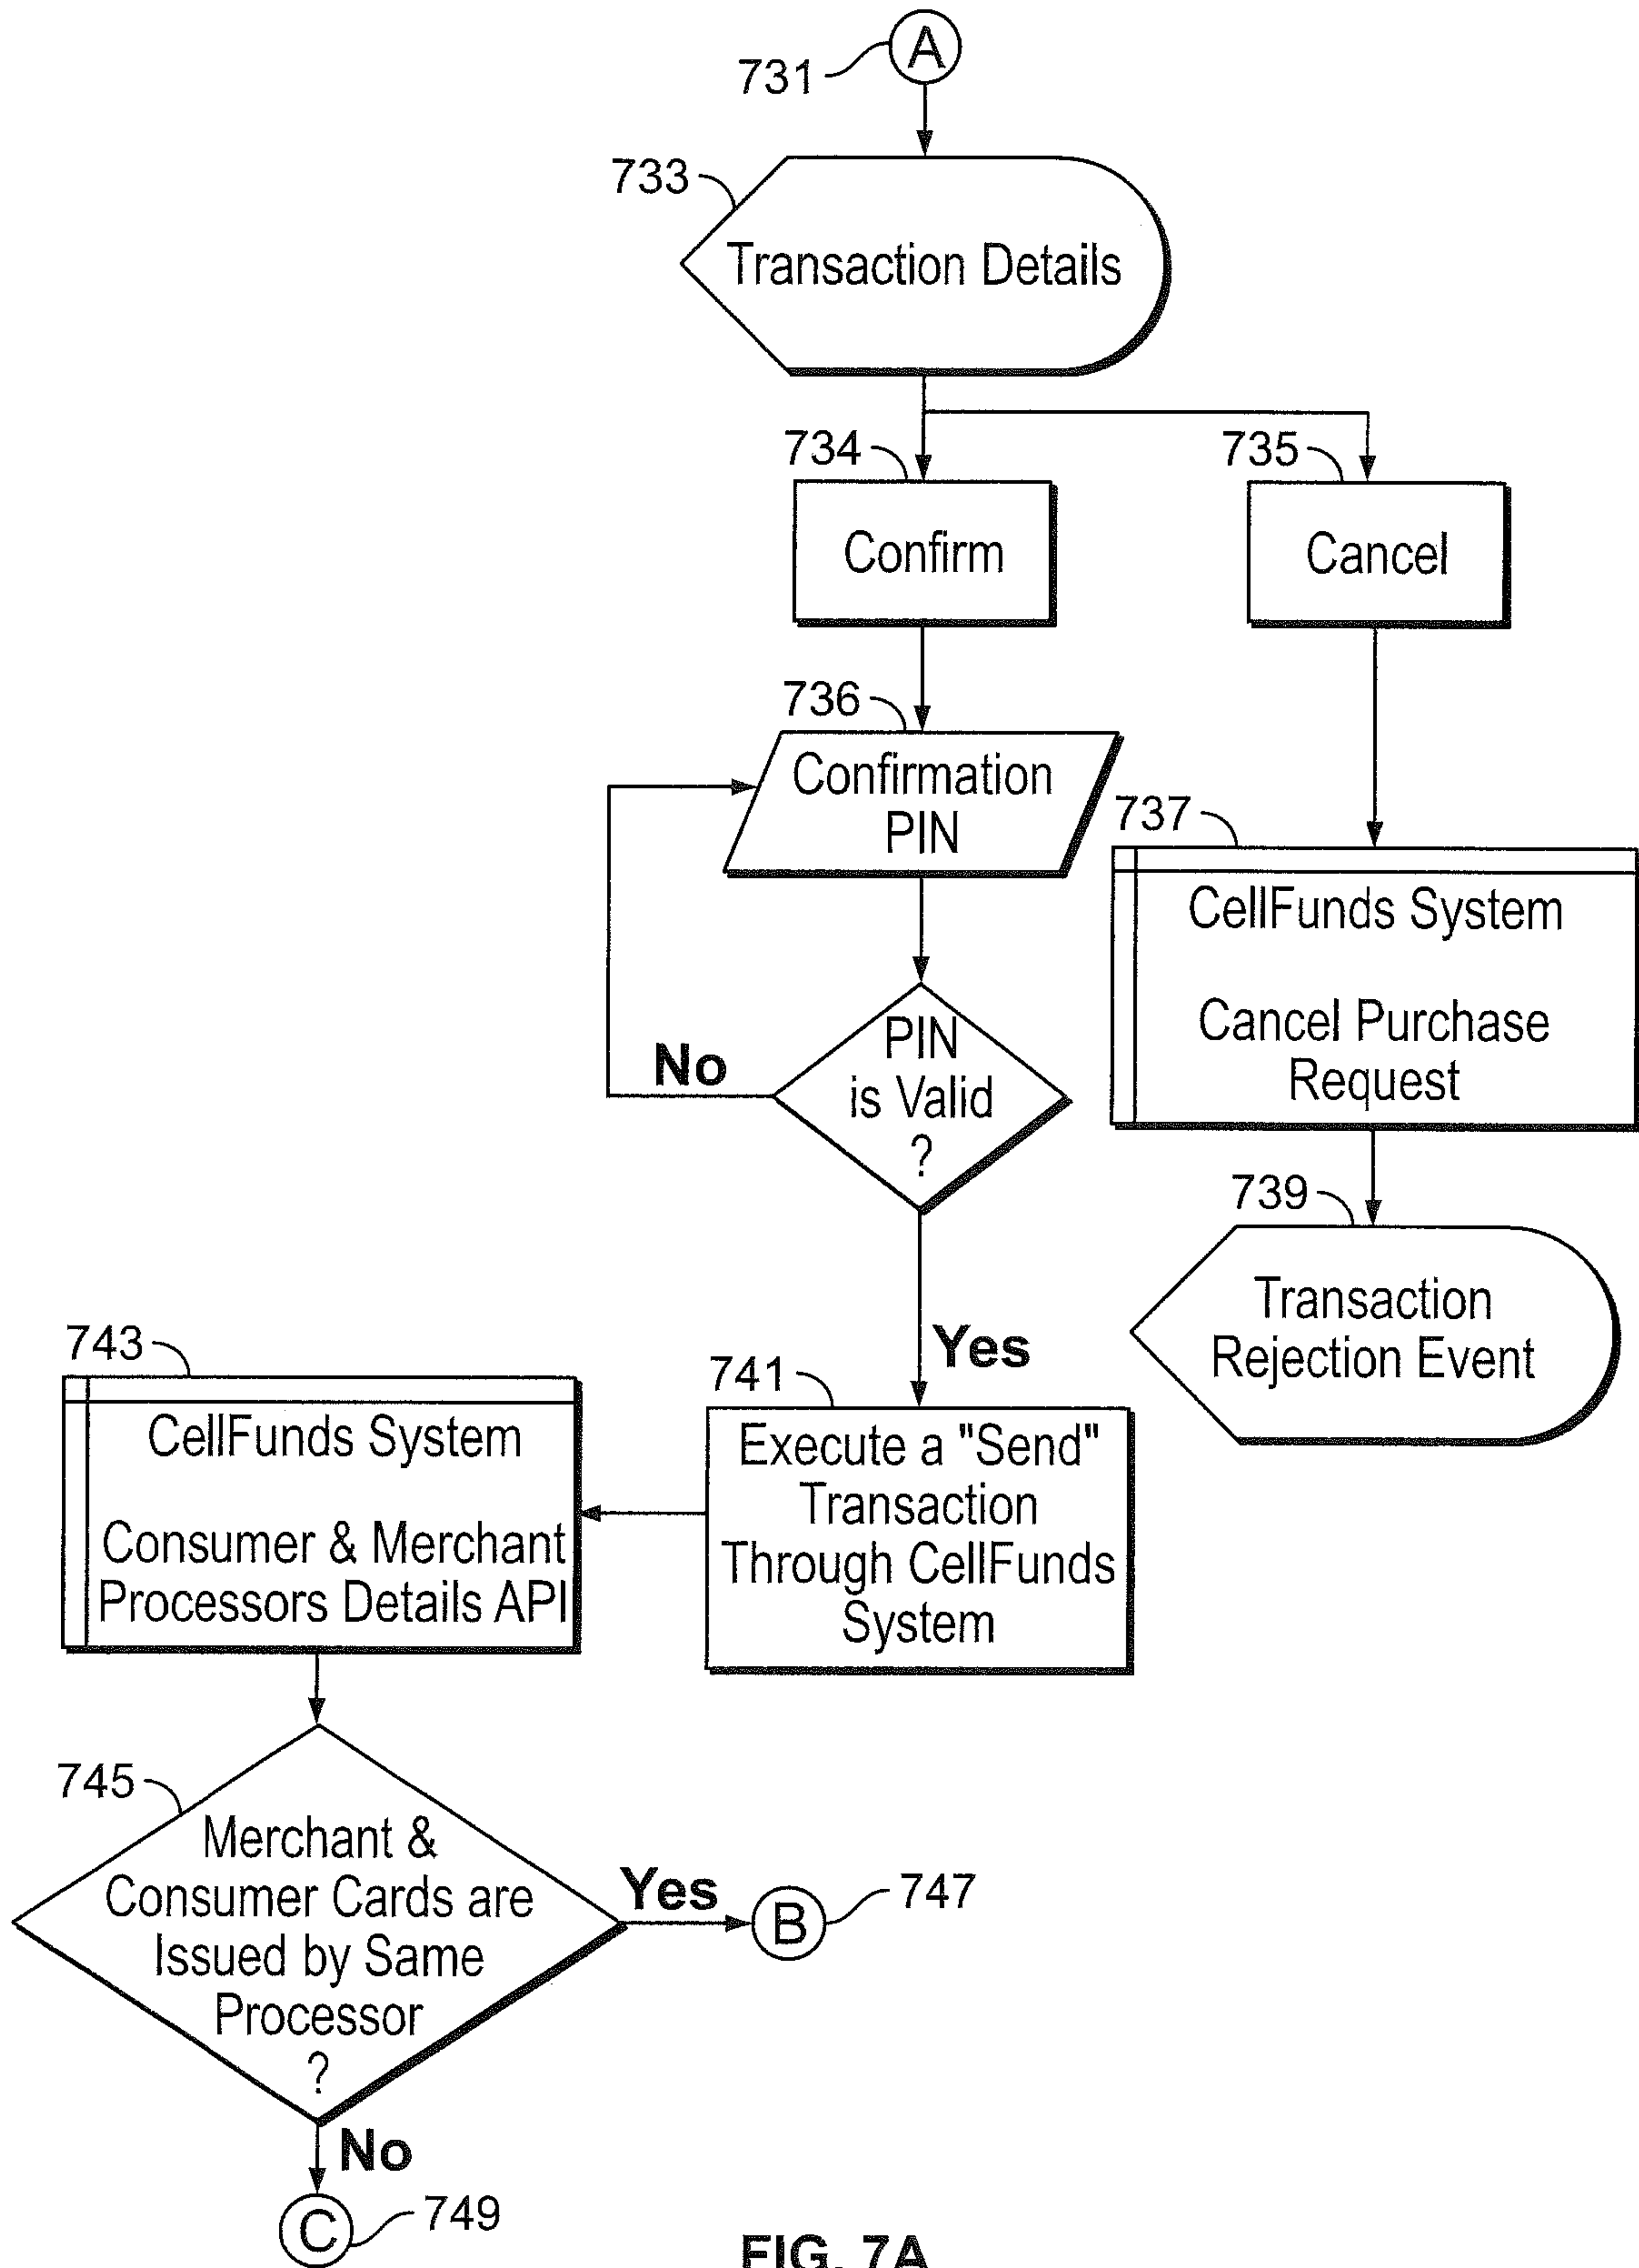 A
731
733
Transaction Details
734
735
Confirm
Cancel
736
Confirmation
PIN
737
CellFunds System
Cancel Purchase
Request
PIN
is Valid
?
No
739
Transaction
Rejection Event
Yes
741
Execute a "Send"
Transaction
Through CellFunds
System
743
CellFunds System
Consumer & Merchant
Processors Details API
745
Merchant &
Consumer Cards are
Issued by Same
Processor
?
Yes
B
747
No
C
749
FIG. 7A